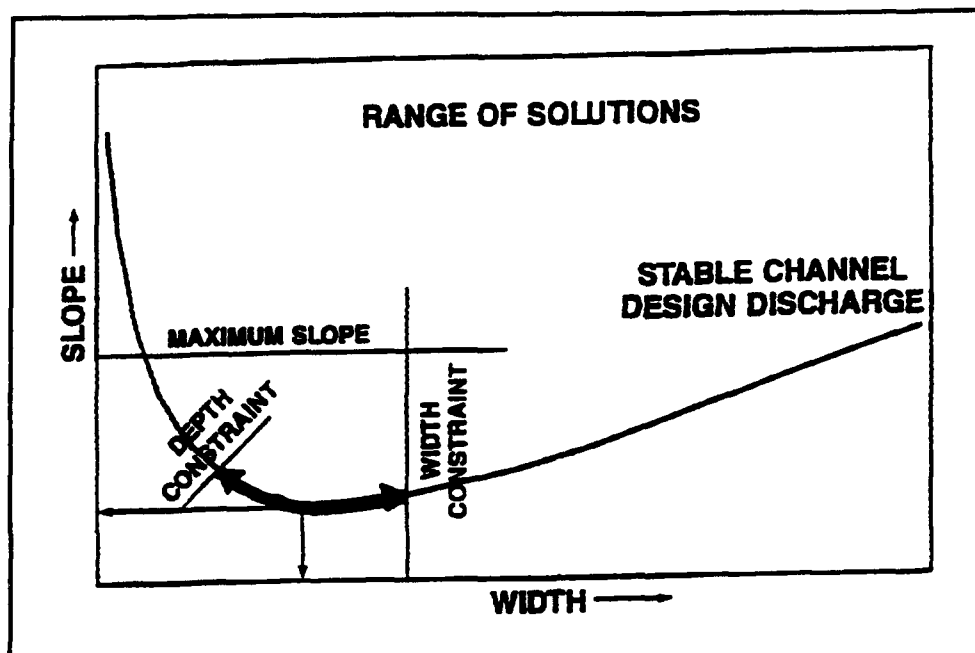 RANGE OF SOLUTIONS
STABLE CHANNEL
DESIGN DISCHARGE
SLOPE
MAXIMUM SLOPE
DEPTH
CONSTRAINT
WIDTH
CONSTRAINT
WIDTH